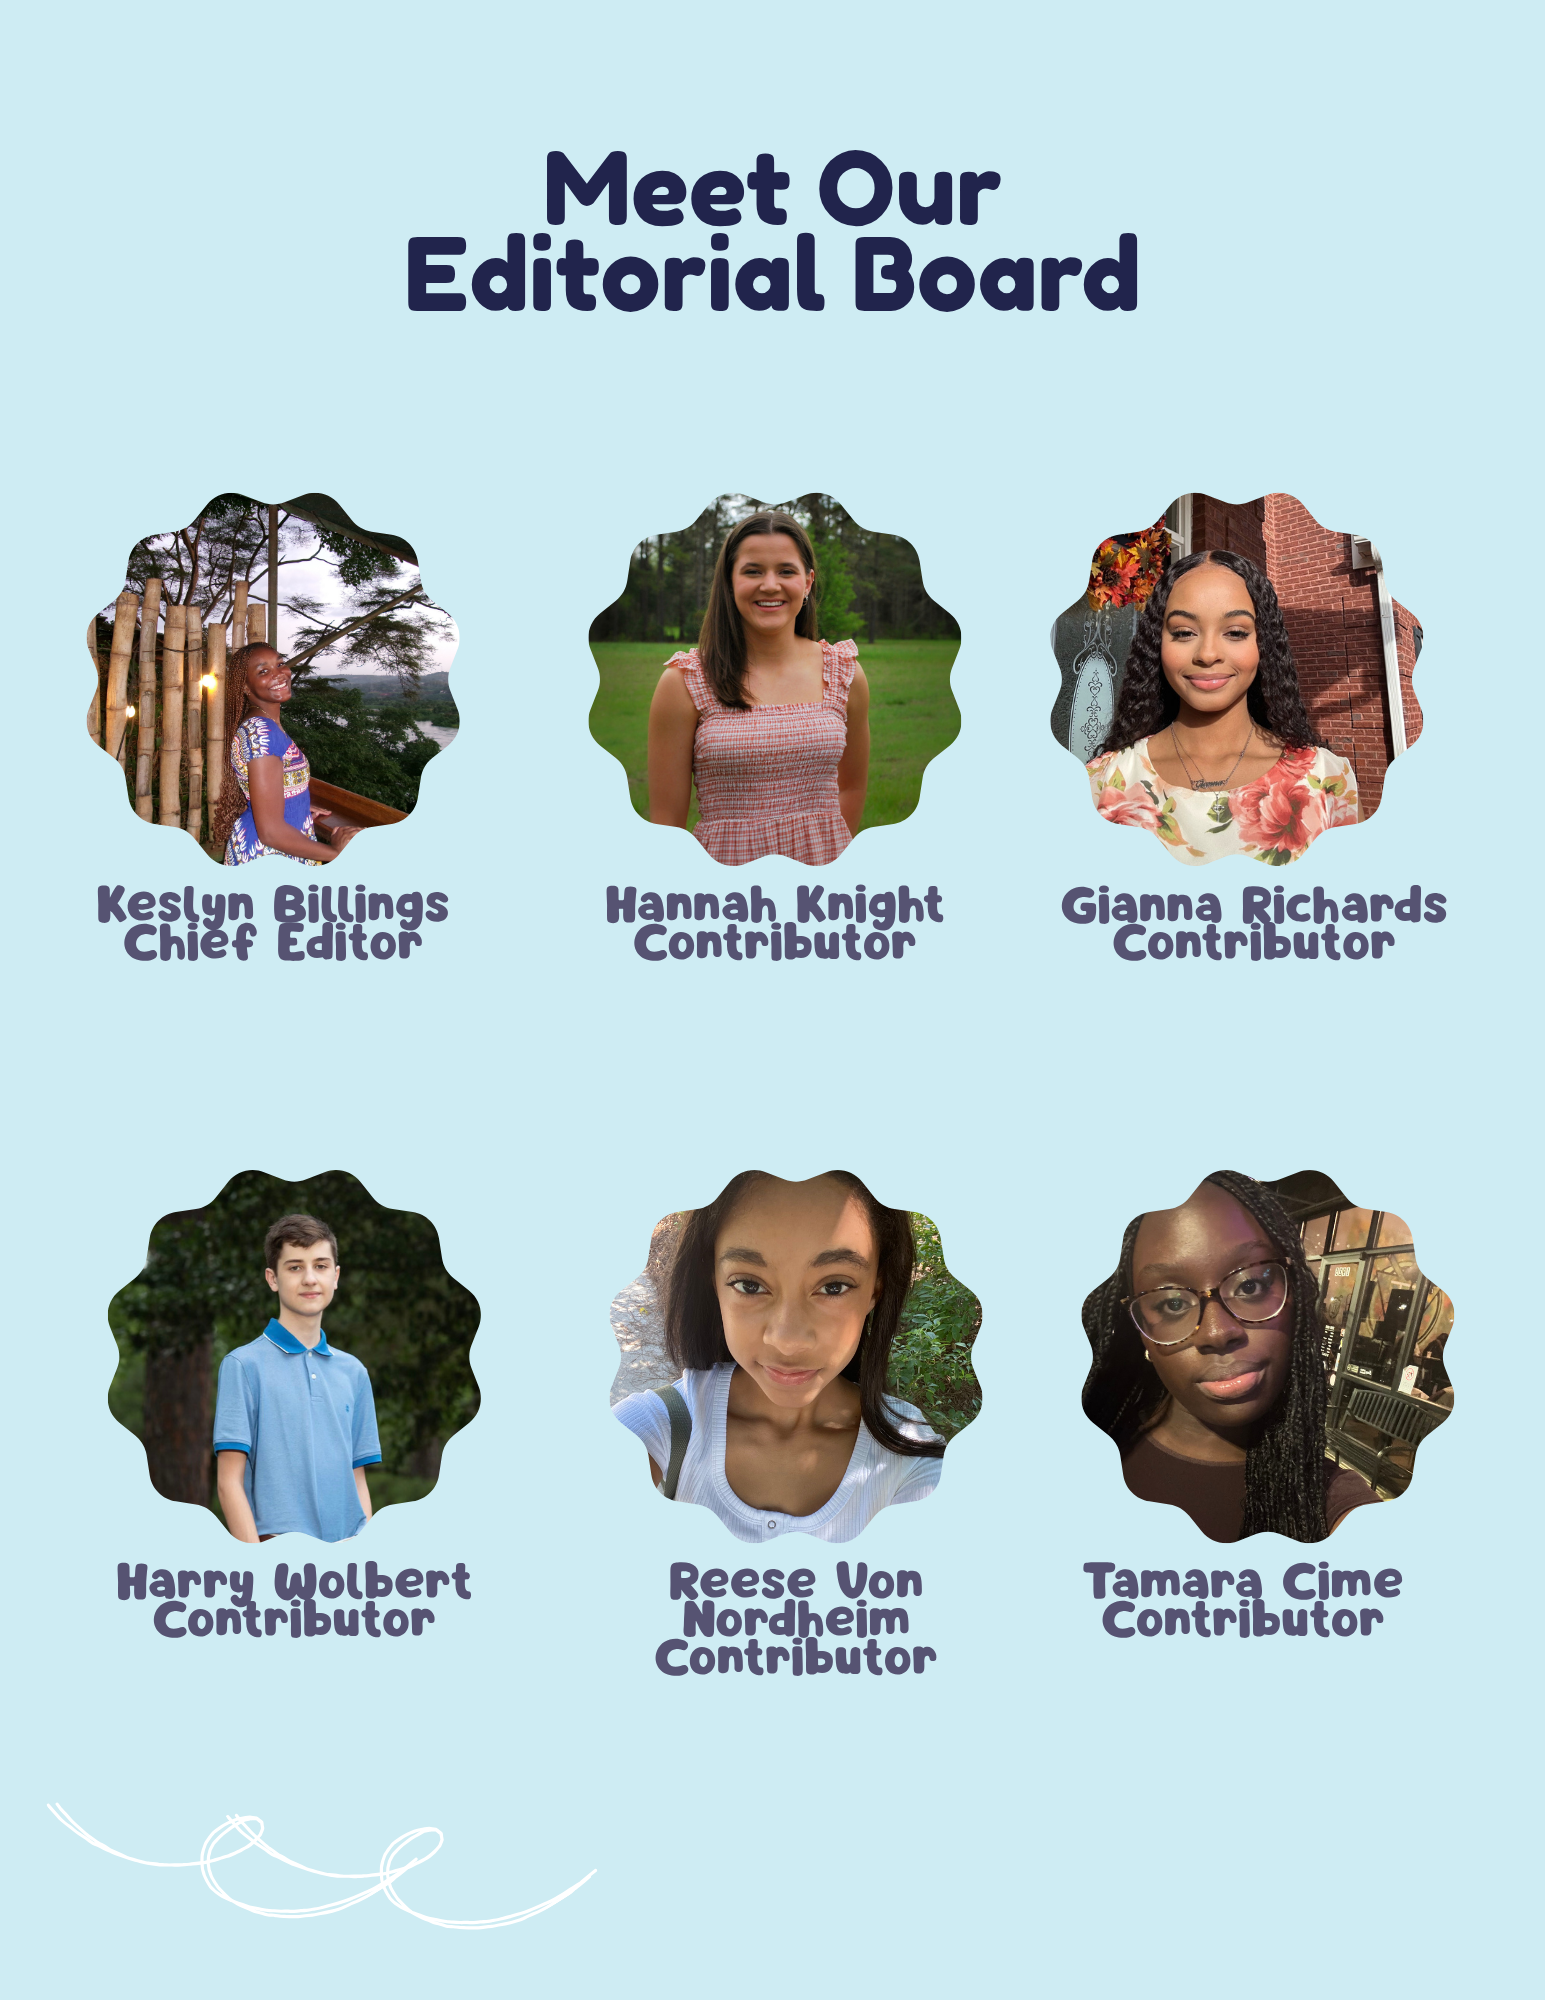 Meet Our
Editorial Board
Keslyn Billings
Chief Editor
Hannah Knight
Contributor
Gianna Richards
Contributor
Harry Wolbert
Contributor
Reese Von
Nordheim
Contributor
Tamara Cime
Contributor